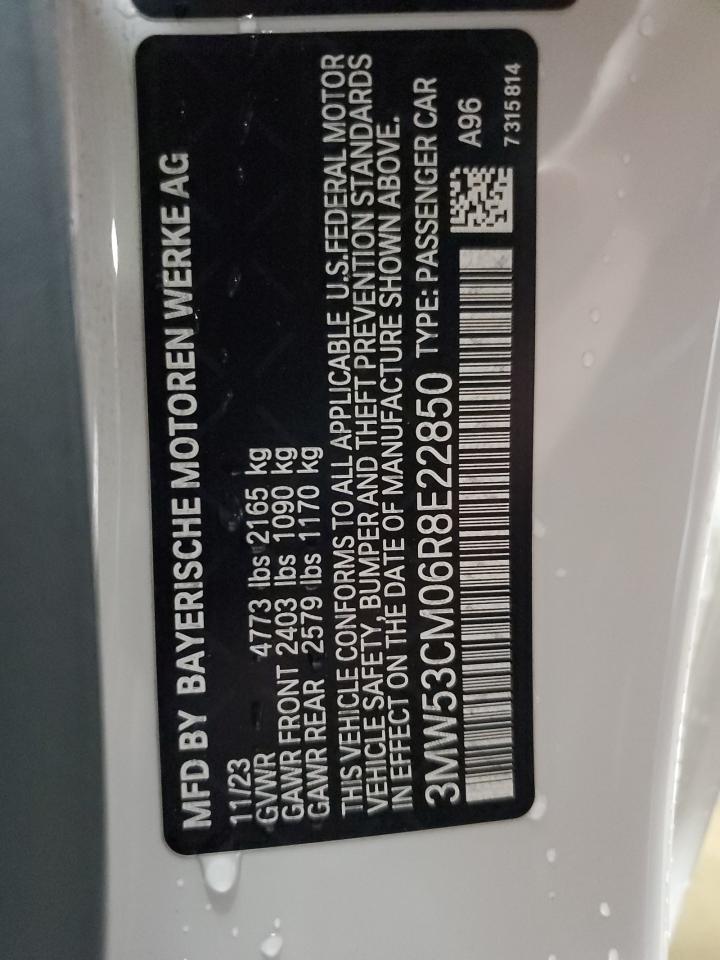 MFD BY BAYERISCHE MOTOREN WERKE AG
11/23
GVWR 4773 lbs 2165 kg
GAWR FRONT 2403 lbs 1090 kg
GAWR REAR 2579 lbs 1170 kg
THIS VEHICLE CONFORMS TO ALL APPLICABLE U.S.FEDERAL MOTOR
VEHICLE SAFETY, BUMPER AND THEFT PREVENTION STANDARDS
IN EFFECT ON THE DATE OF MANUFACTURE SHOWN ABOVE.
3MW53CM06R8E22850 TYPE: PASSENGER CAR
A96
7 315 814